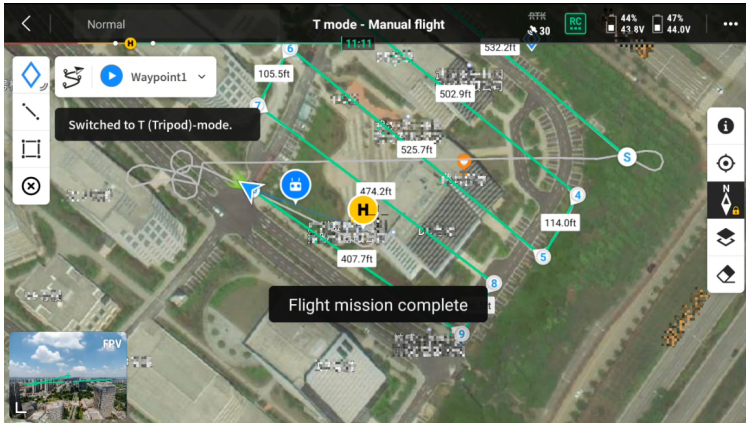 Normal
T mode - Manual flight
RTK
30
RC
44%
43.8V
47%
44.0V
H
11:11
Waypoint1
Switched to T (Tripod)-mode.
6
532.2ft
105.5ft
502.9ft
7
525.7ft
S
474.2ft
4
H
114.0ft
407.7ft
5
8
Flight mission complete
9
N
FPV